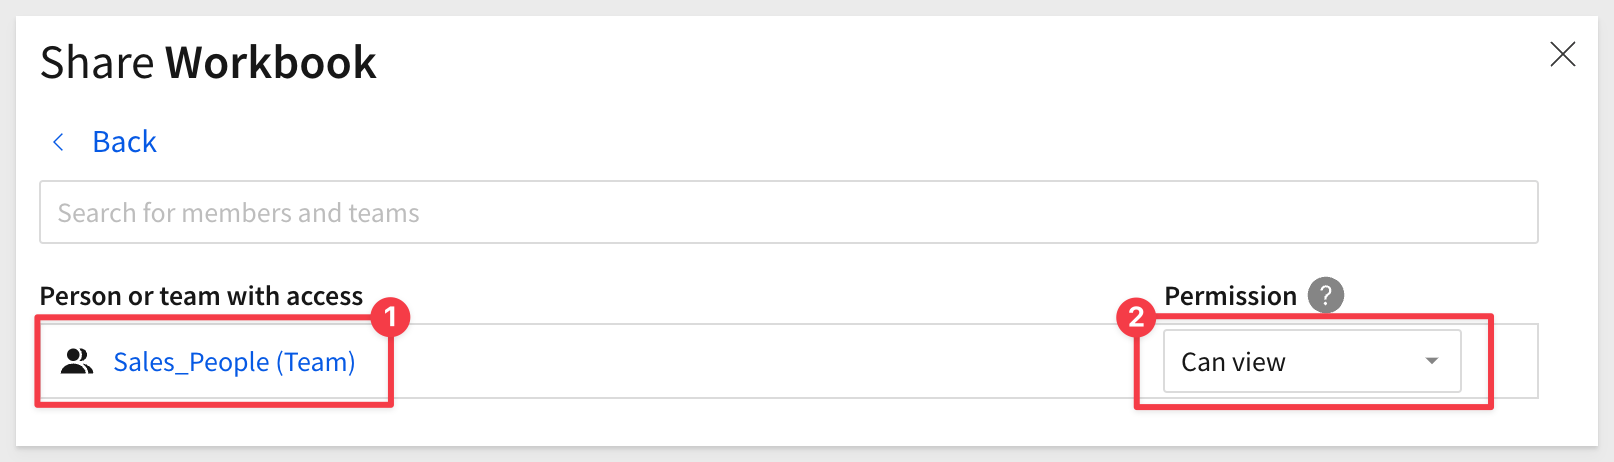 Share Workbook
Back
Search for members and teams
Person or team with access
Permission ?
1
2
Sales_People (Team)
Can view